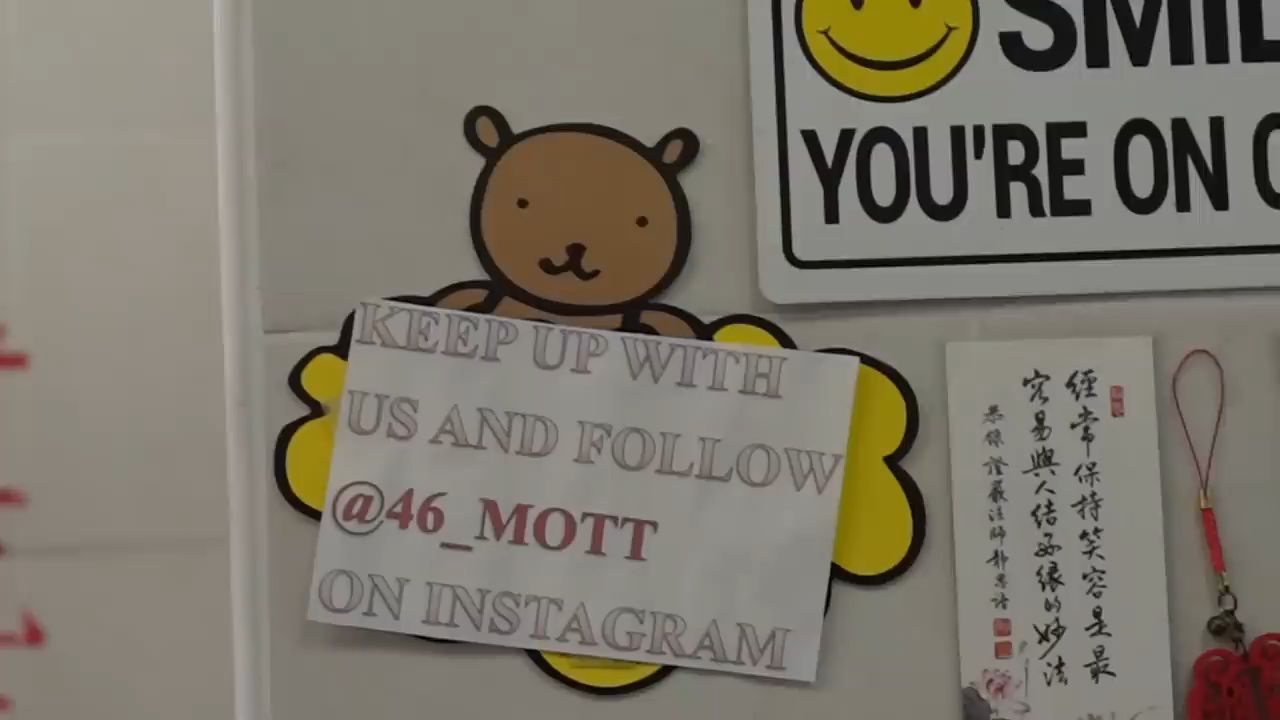 SMIL
YOU'RE ON C
KEEP UP WITH
US AND FOLLOW
@46_MOTT
ON INSTAGRAM
經常保持笑容是最
容易與人結好緣的妙法
恭錄證嚴法師靜思語